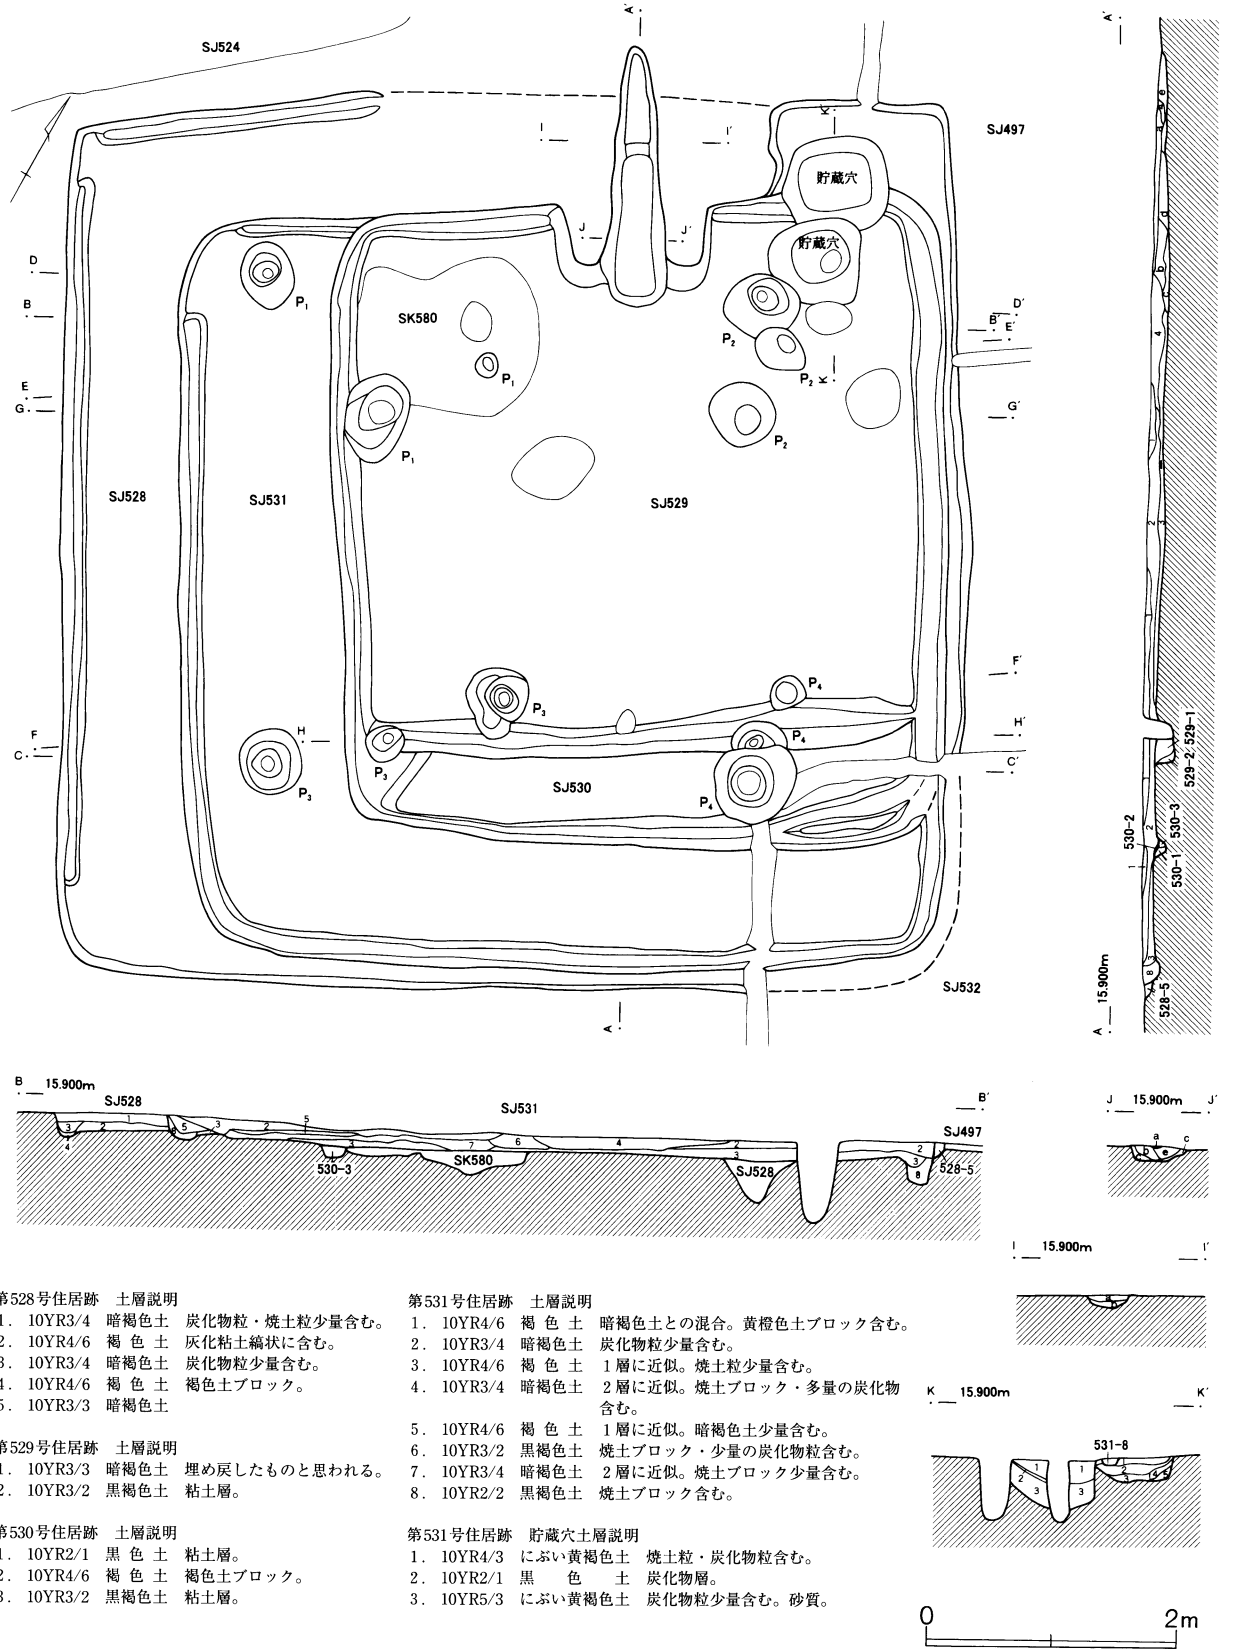 SJ524
A′
A′
SJ497
K′
I
I′
貯蔵穴
J
J′
貯蔵穴
D
P₁
D′
B
B′
E′
SK580
P₂
P₁
P₂
K
E
G
G′
P₂
P₁
SJ528
SJ531
SJ529
F′
P₄
P₃
H
H′
F
C
P₃
P₄
C′
P₃
SJ530
P₄
529-1
529-2
530-2
530-3
530-1
528-5
15.900m
A
A
SJ532
B 15.900m
SJ528
SJ531
B′
SJ497
530-3
SK580
SJ528
528-5
J 15.900m J′
a
b
e
c
I 15.900m I′
K 15.900m K′
531-8
第528号住居跡 土層説明
1. 10YR3/4 暗褐色土 炭化物粒・焼土粒少量含む。
2. 10YR4/6 褐色土 灰化粘土縞状に含む。
3. 10YR3/4 暗褐色土 炭化物粒少量含む。
4. 10YR4/6 褐色土 褐色土ブロック。
5. 10YR3/3 暗褐色土
第529号住居跡 土層説明
1. 10YR3/3 暗褐色土 埋め戻したものと思われる。
2. 10YR3/2 黒褐色土 粘土層。
第530号住居跡 土層説明
1. 10YR2/1 黒色土 粘土層。
2. 10YR4/6 褐色土 褐色土ブロック。
3. 10YR3/2 黒褐色土 粘土層。
第531号住居跡 土層説明
1. 10YR4/6 褐色土 暗褐色土との混合。黄橙色土ブロック含む。
2. 10YR3/4 暗褐色土 炭化物粒少量含む。
3. 10YR4/6 褐色土 1層に近似。焼土粒少量含む。
4. 10YR3/4 暗褐色土 2層に近似。焼土ブロック・多量の炭化物
含む。
5. 10YR4/6 褐色土 1層に近似。暗褐色土少量含む。
6. 10YR3/2 黒褐色土 焼土ブロック・少量の炭化物粒含む。
7. 10YR3/4 暗褐色土 2層に近似。焼土ブロック少量含む。
8. 10YR2/2 黒褐色土 焼土ブロック含む。
第531号住居跡 貯蔵穴土層説明
1. 10YR4/3 にぶい黄褐色土 焼土粒・炭化物粒含む。
2. 10YR2/1 黒色土 炭化物層。
3. 10YR5/3 にぶい黄褐色土 炭化物粒少量含む。砂質。
0 2m